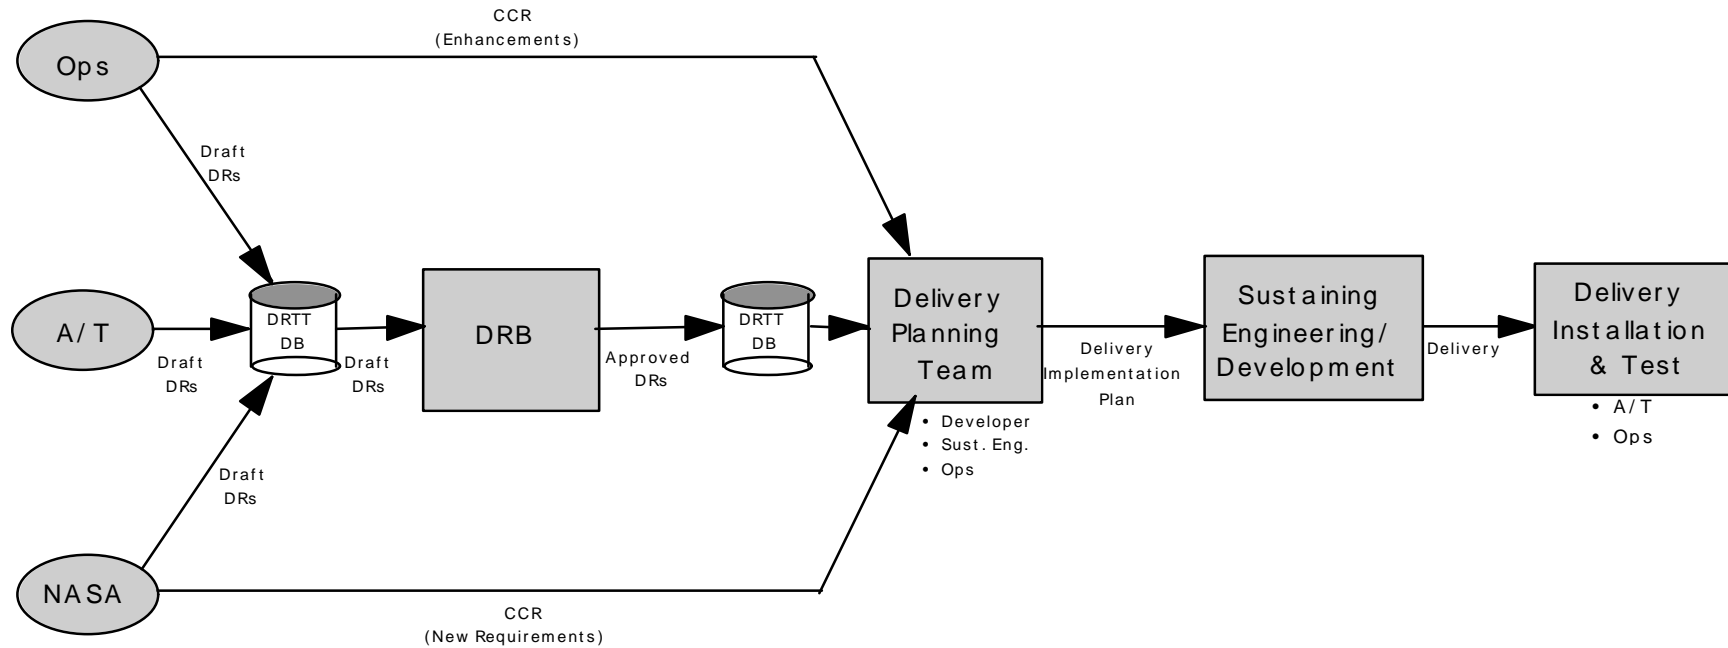 CCR
(Enhancements)
Ops
Draft
DRs
A/T
Draft
DRs
DRTT
DB
Draft
DRs
DRB
Approved
DRs
DRTT
DB
Delivery
Planning
Team
• Developer
• Sust. Eng.
• Ops
Delivery
Implementation
Plan
Sustaining
Engineering/
Development
Delivery
Delivery
Installation
& Test
• A/T
• Ops
Draft
DRs
NASA
CCR
(New Requirements)